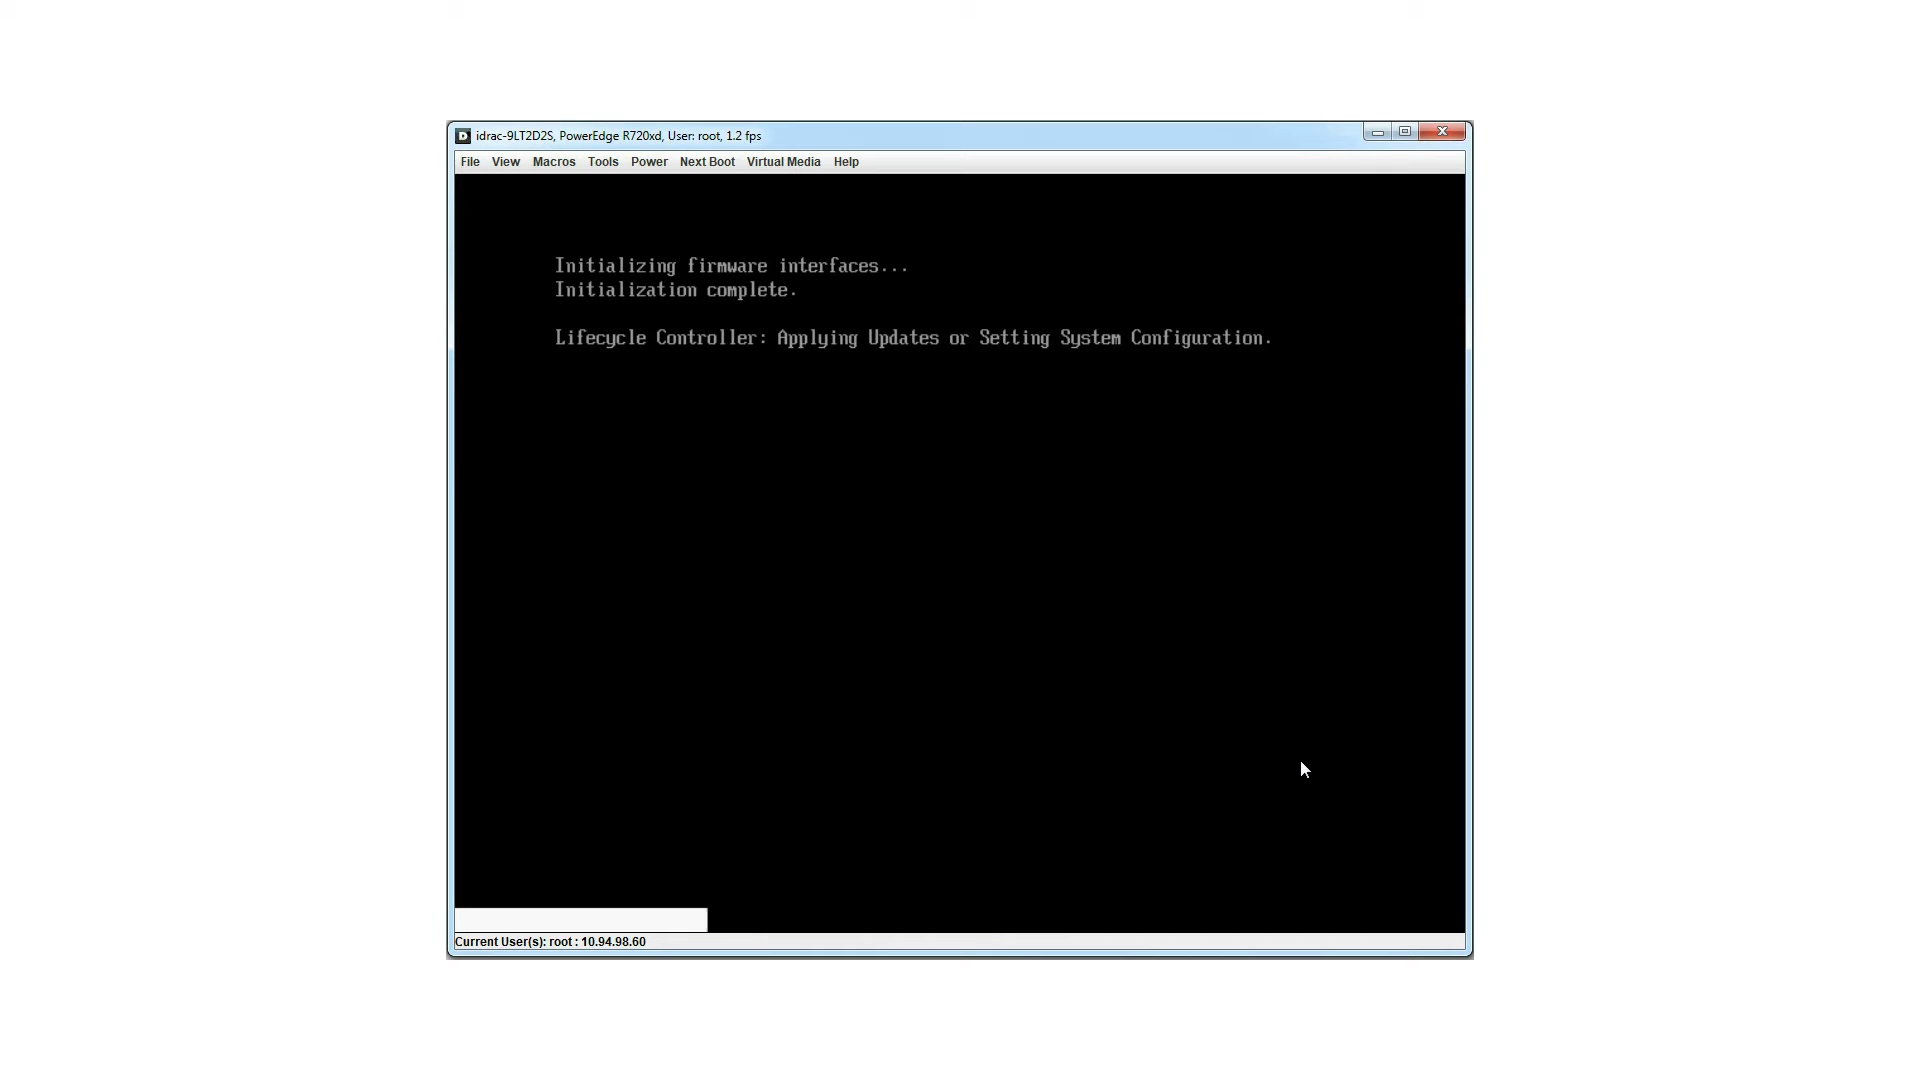 idrac-9LT2D2S, PowerEdge R720xd, User: root, 1.2 fps
File View Macros Tools Power Next Boot Virtual Media Help
Initializing firmware interfaces...
Initialization complete.
Lifecycle Controller: Applying Updates or Setting System Configuration.
Current User(s): root : 10.94.98.60